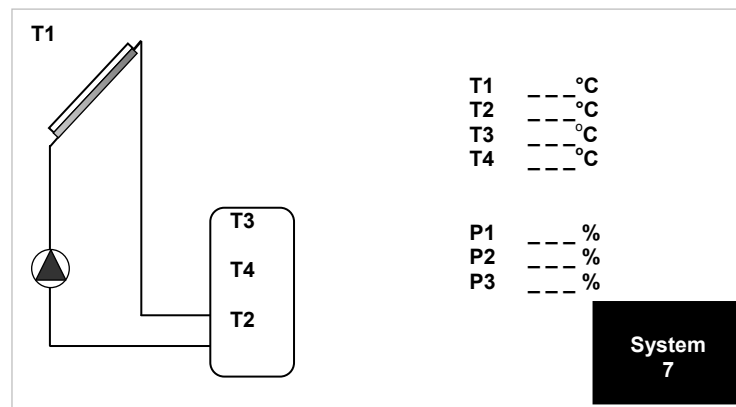 T1
T1 _ _ _°C
T2 _ _ _°C
T3 _ _ _°C
T4 _ _ _°C
T3
T4
T2
P1 _ _ _ %
P2 _ _ _ %
P3 _ _ _ %
System
7